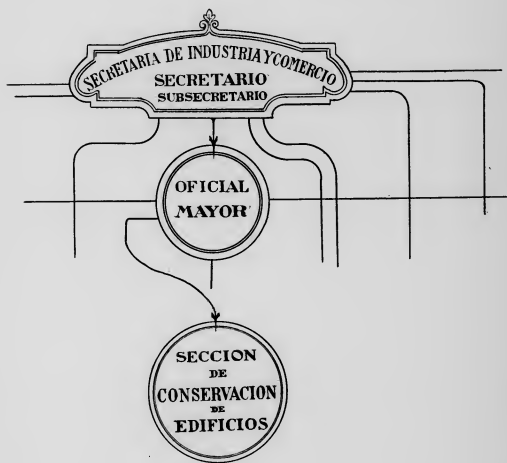 SECRETARIA DE INDUSTRIA Y COMERCIO
SECRETARIO
SUBSECRETARIO
OFICIAL
MAYOR
SECCION
DE
CONSERVACION
DE
EDIFICIOS